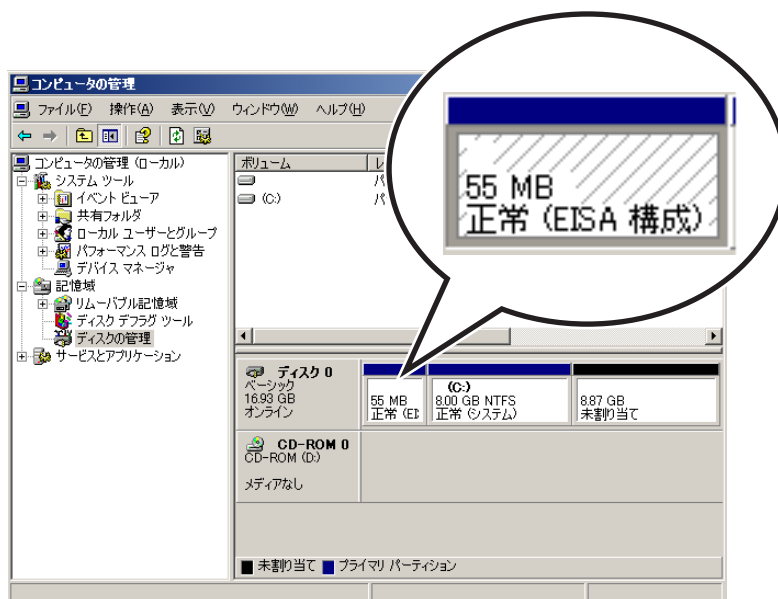 コンピュータの管理
ファイル(F) 操作(A) 表示(V) ウィンドウ(W) ヘルプ(H)
コンピュータの管理 (ローカル)
システム ツール
イベント ビューア
共有フォルダ
ローカル ユーザーとグループ
パフォーマンス ログと警告
デバイス マネージャ
記憶域
リムーバブル記憶域
ディスク デフラグ ツール
ディスクの管理
サービスとアプリケーション
ボリューム
(C:)
55 MB
正常 (EISA 構成)
ディスク 0
ベーシック
16.93 GB
オンライン
55 MB
正常 (EI
(C:)
8.00 GB NTFS
正常 (システム)
8.87 GB
未割り当て
CD-ROM 0
CD-ROM (D:)
メディアなし
未割り当て プライマリ パーティション